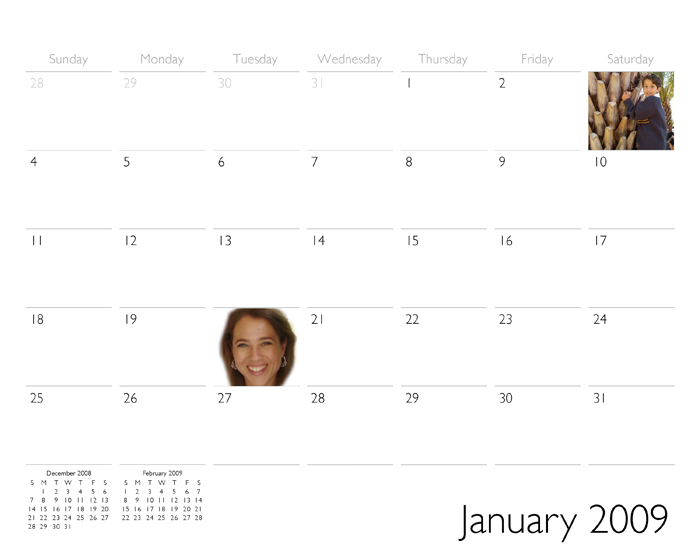 Sunday Monday Tuesday Wednesday Thursday Friday Saturday
28 29 30 31 1 2
4 5 6 7 8 9 10
11 12 13 14 15 16 17
18 19 21 22 23 24
25 26 27 28 29 30 31
December 2008
S M T W T F S
1 2 3 4 5 6
7 8 9 10 11 12 13
14 15 16 17 18 19 20
21 22 23 24 25 26 27
28 29 30 31
February 2009
S M T W T F S
1 2 3 4 5 6 7
8 9 10 11 12 13 14
15 16 17 18 19 20 21
22 23 24 25 26 27 28
January 2009